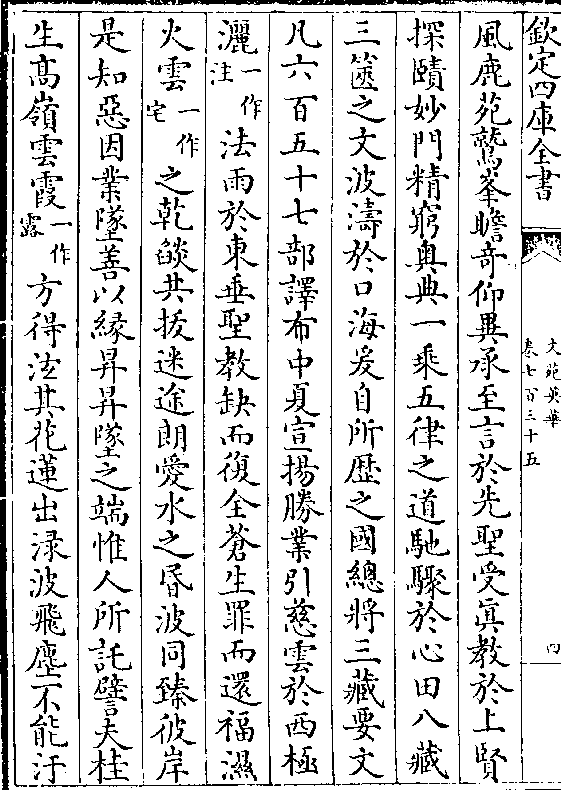 欽定四庫全書
文苑英華
卷七百三十五
四
風鹿苑鷲峯瞻奇仰異承至言於先聖受真教於上賢
探賾妙門精窮奥典一乘五律之道馳驟於心田八藏
三篋之文波濤於口海爰自所歴之國總將三藏要文
凡六百五十七部譯布中夏宣揚勝業引慈雲於西極
灑一作注法雨於東垂聖教缺而復全蒼生罪而還福濕
火雲一作宅之乾燄共拔迷途朗愛水之昏波同臻彼岸
是知惡因業墜善以縁昇昇墜之端惟人所託譬夫桂
生髙嶺雲霞一作露方得泫其花蓮出渌波飛塵不能汙